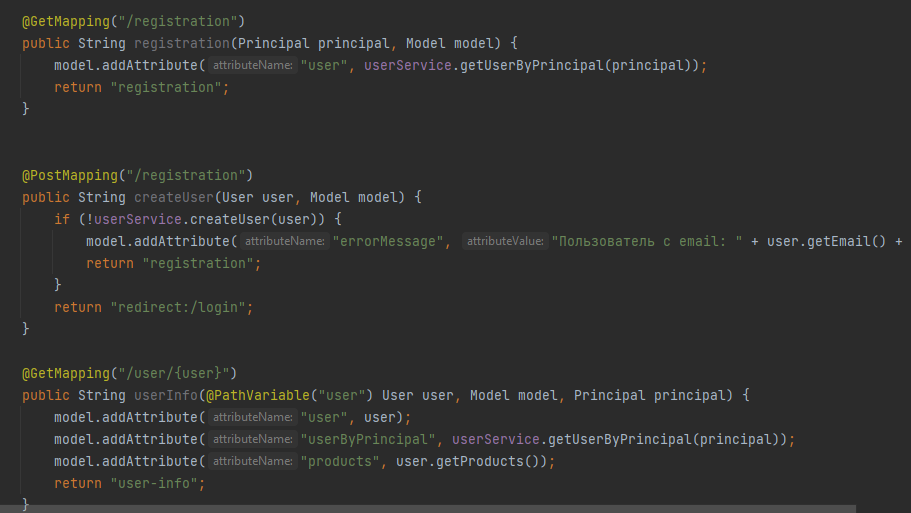 @GetMapping("/registration")
public String registration(Principal principal, Model model) {
    model.addAttribute( attributeName: "user", userService.getUserByPrincipal(principal));
    return "registration";
}
@PostMapping("/registration")
public String createUser(User user, Model model) {
    if (!userService.createUser(user)) {
        model.addAttribute( attributeName: "errorMessage", attributeValue: "Пользователь с email: " + user.getEmail() +
        return "registration";
    }
    return "redirect:/login";
}
@GetMapping("/user/{user}")
public String userInfo(@PathVariable("user") User user, Model model, Principal principal) {
    model.addAttribute( attributeName: "user", user);
    model.addAttribute( attributeName: "userByPrincipal", userService.getUserByPrincipal(principal));
    model.addAttribute( attributeName: "products", user.getProducts());
    return "user-info";
}